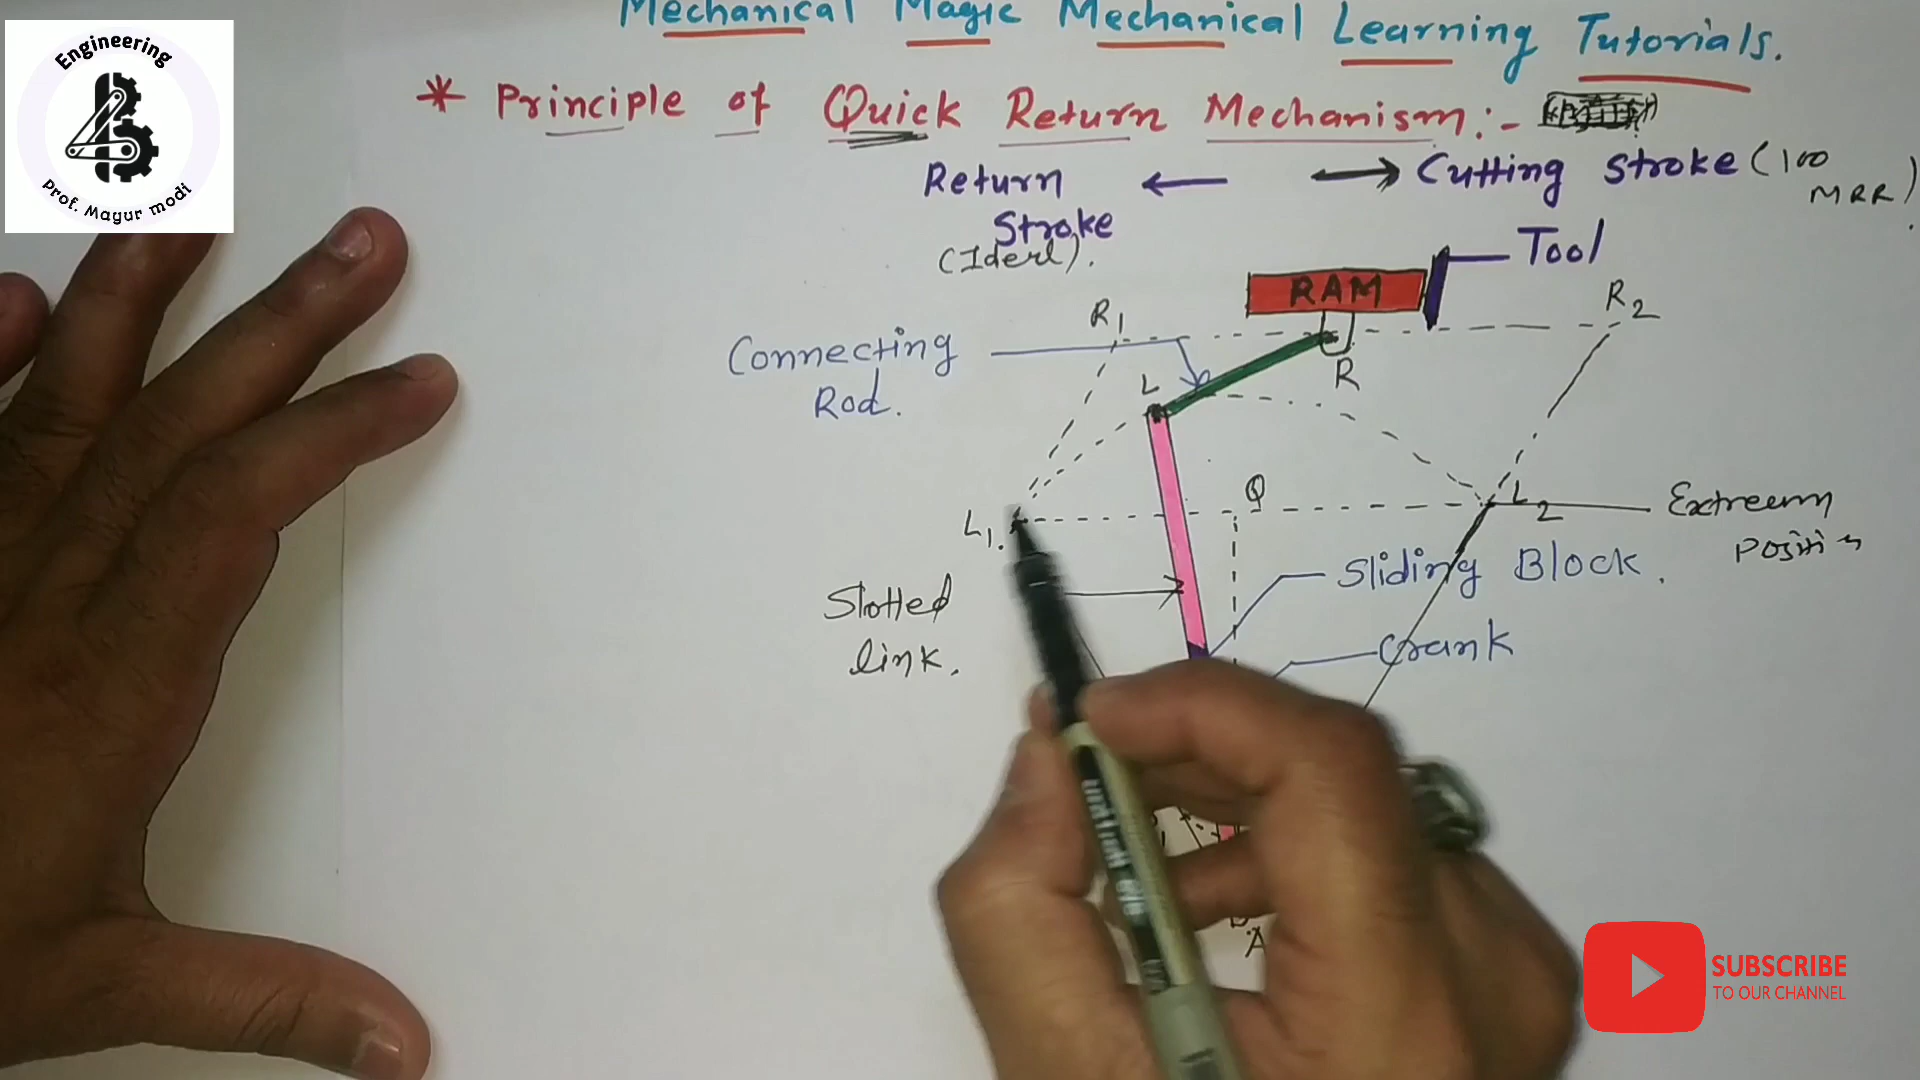 Engineering
Prof. Mayur modi
Mechanical Magic Mechanical Learning Tutorials.
* Principle of Quick Return Mechanism:-
Return Stroke (Iderl).
← → Cutting Stroke (100 MRR).
Tool
RAM
R1
R2
Connecting Rod.
L
R
Q
L1.
L2
Extreem Positi
Slotted link.
Sliding Block.
Crank
A
unitall
SUBSCRIBE
TO OUR CHANNEL